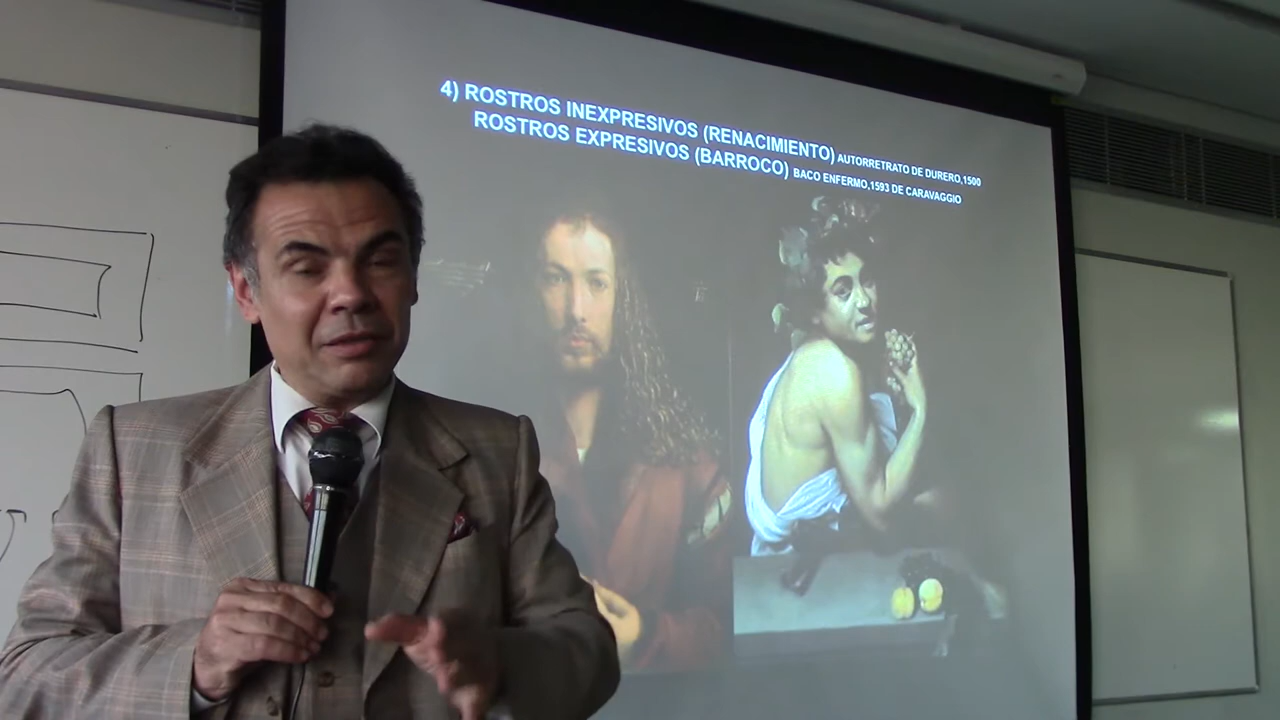 4) ROSTROS INEXPRESIVOS (RENACIMIENTO) AUTORRETRATO DE DURERO,1500
ROSTROS EXPRESIVOS (BARROCO) BACO ENFERMO,1593 DE CARAVAGGIO